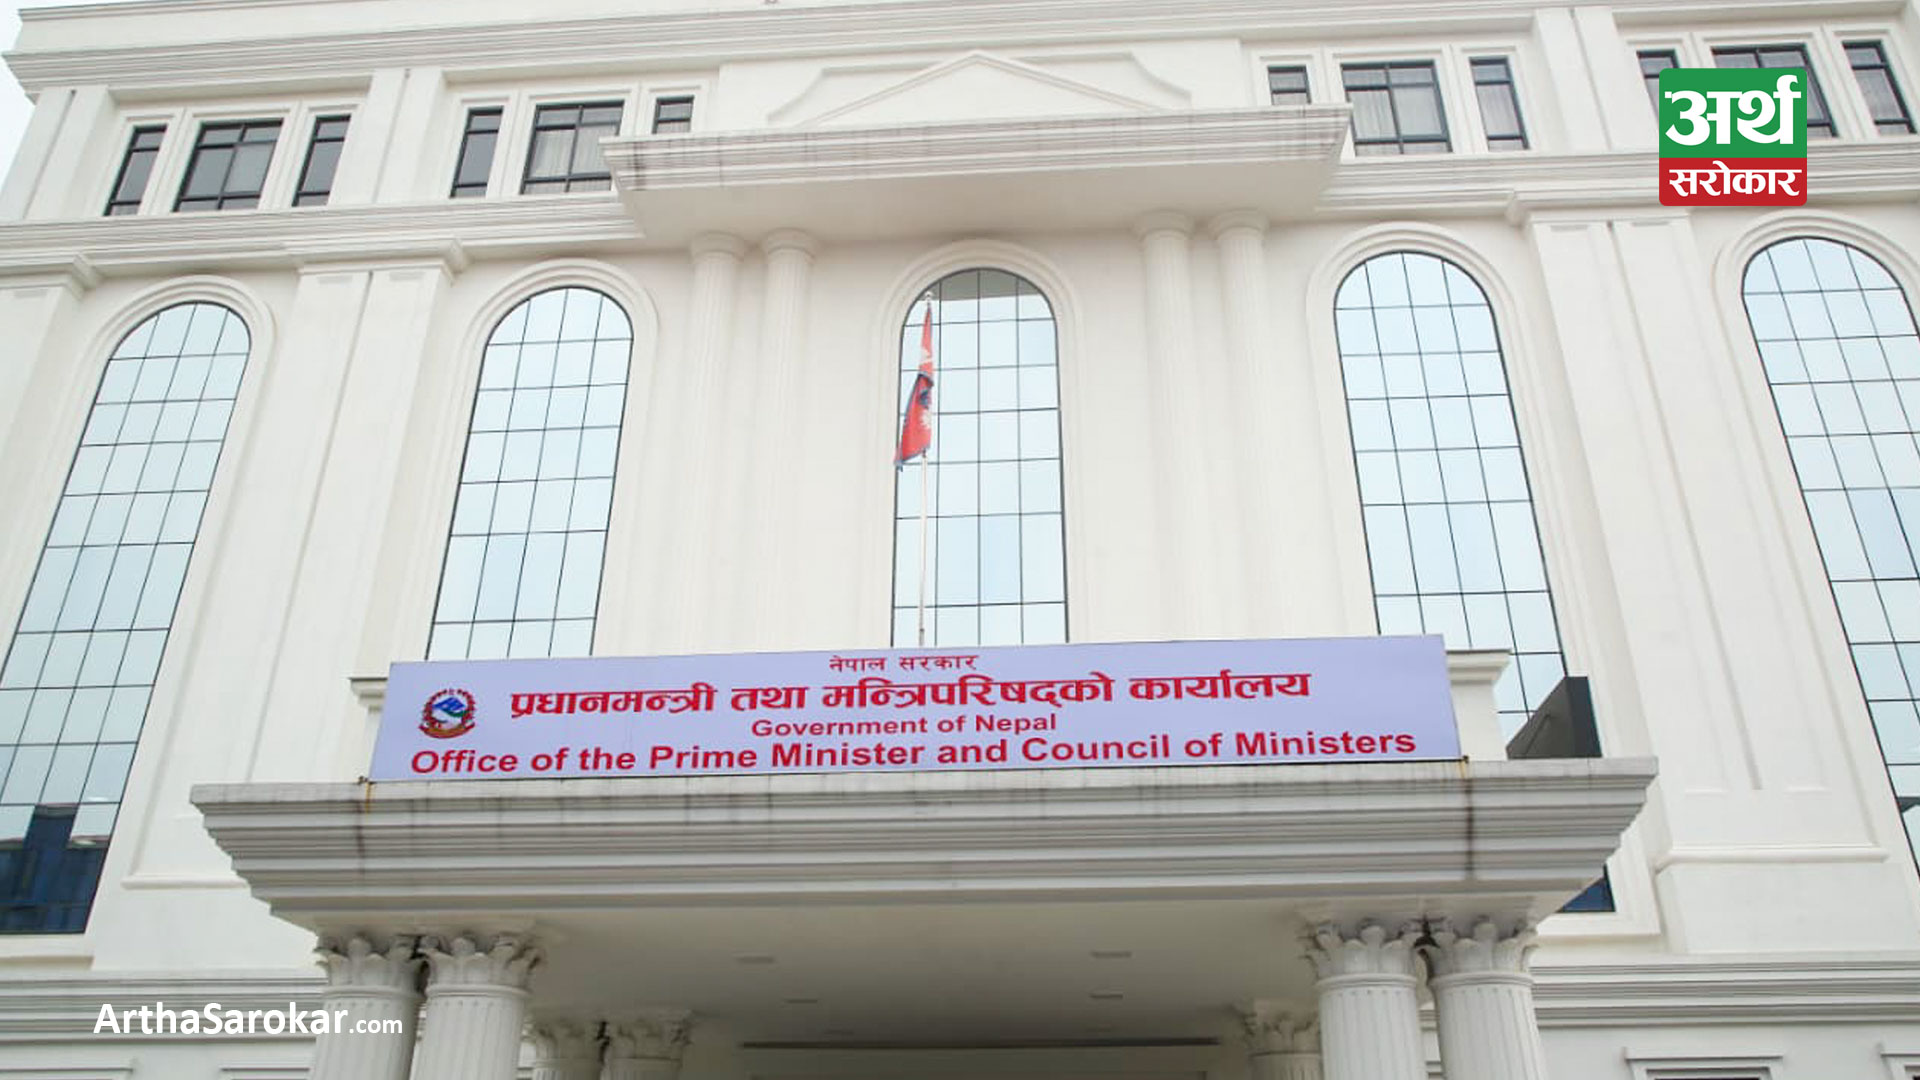 अर्थ
सरोकार
नेपाल सरकार
प्रधानमन्त्री तथा मन्त्रिपरिषद्को कार्यालय
Government of Nepal
Office of the Prime Minister and Council of Ministers
ArthaSarokar.com